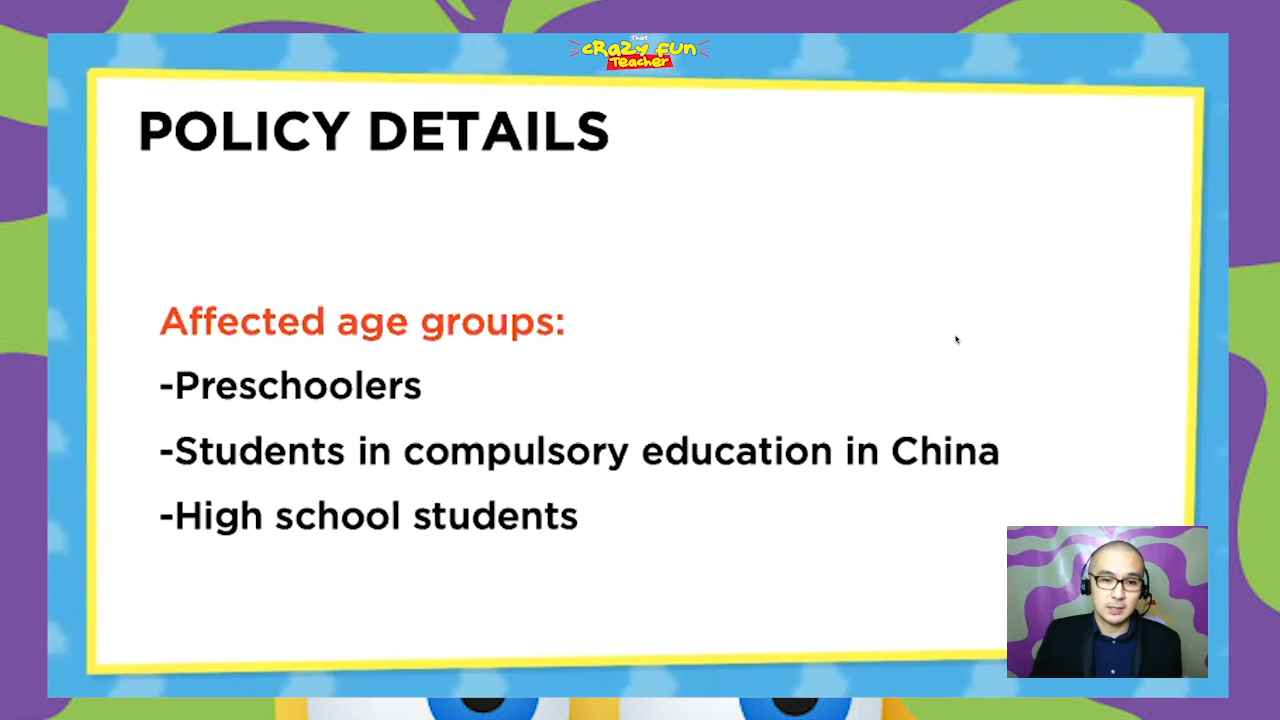 That
cRaZy fun
Teacher
POLICY DETAILS
Affected age groups:
-Preschoolers
-Students in compulsory education in China
-High school students